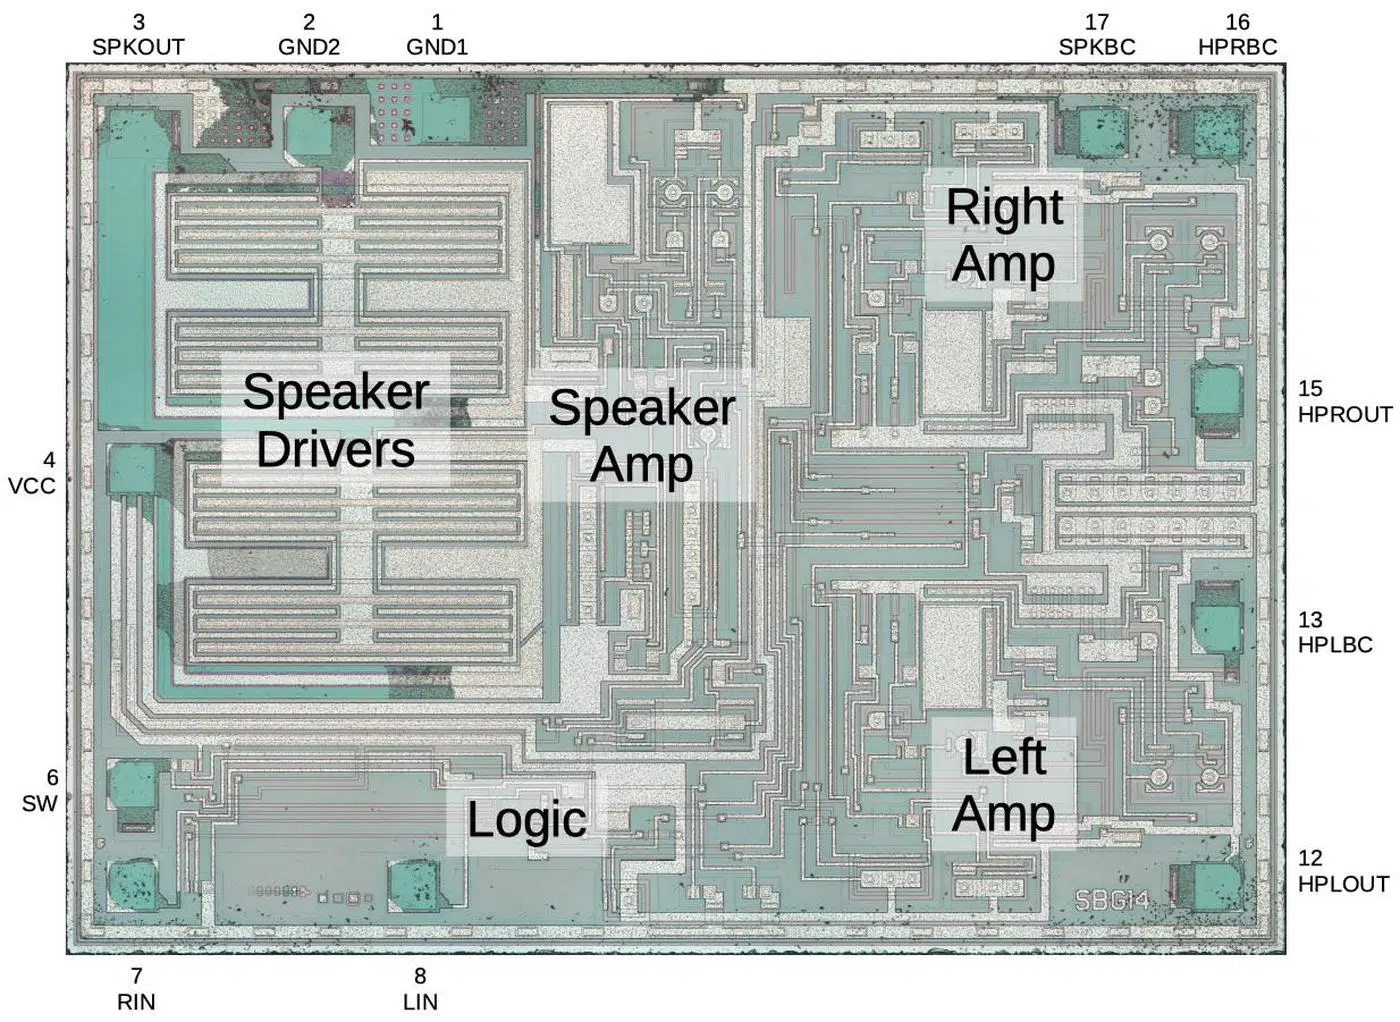 3
SPKOUT
2
GND2
1
GND1
17
SPKBC
16
HPRBC
Right
Amp
Speaker
Drivers
Speaker
Amp
15
HPROUT
4
VCC
13
HPLBC
6
SW
Left
Amp
Logic
12
HPLOUT
SBG14
7
RIN
8
LIN